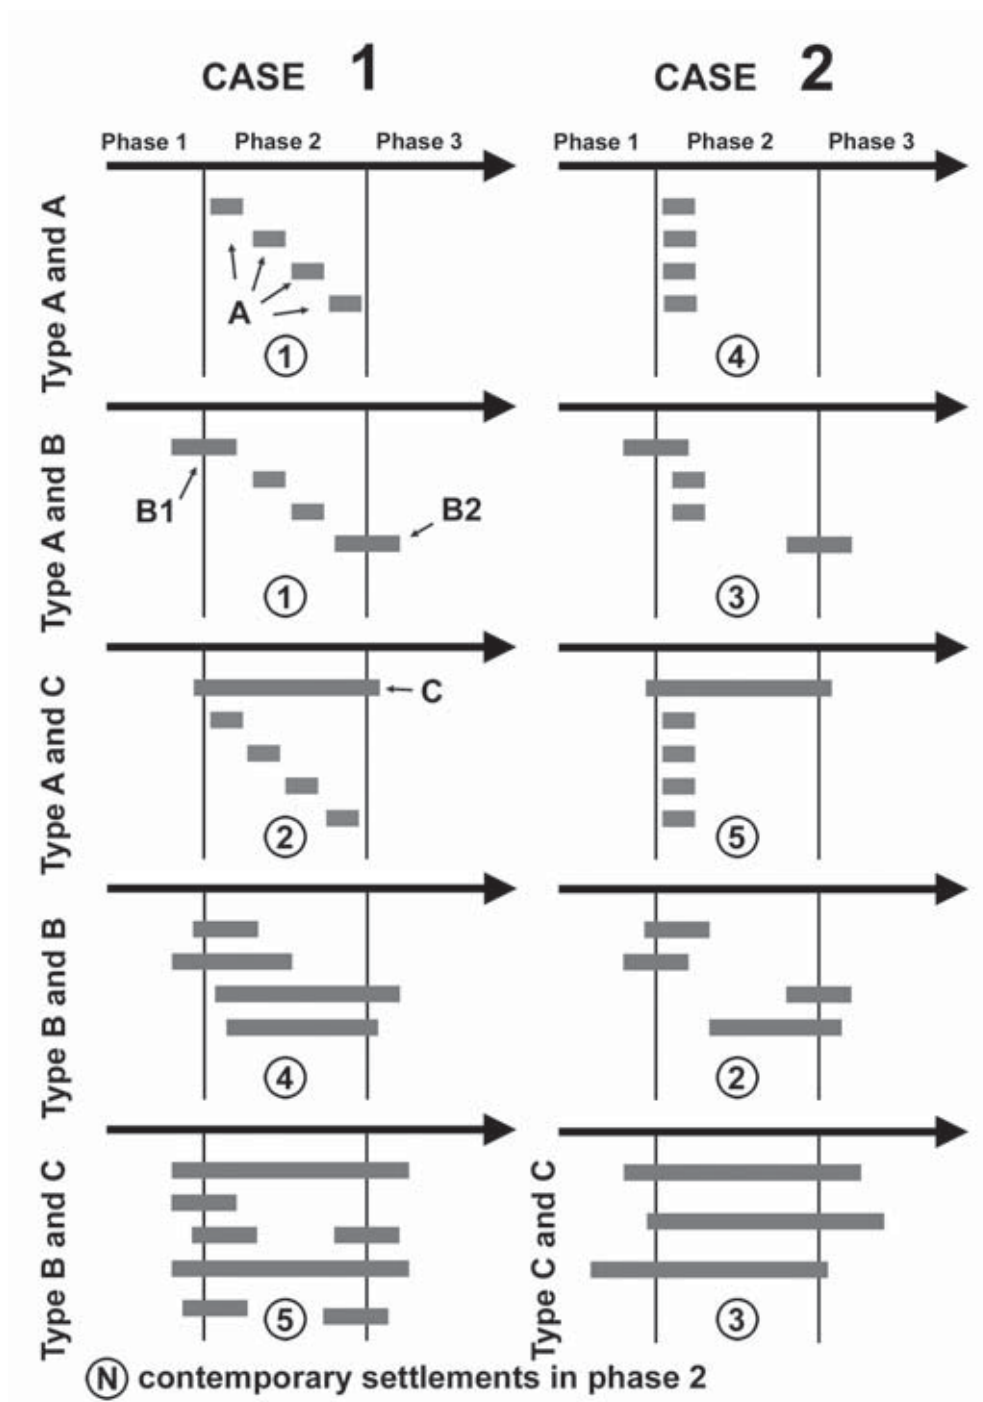 CASE 1
CASE 2
Phase 1 Phase 2 Phase 3
Phase 1 Phase 2 Phase 3
Type A and A
A
1
4
Type A and B
B1
B2
1
3
Type A and C
C
2
5
Type B and B
4
2
Type B and C
5
Type C and C
3
N contemporary settlements in phase 2